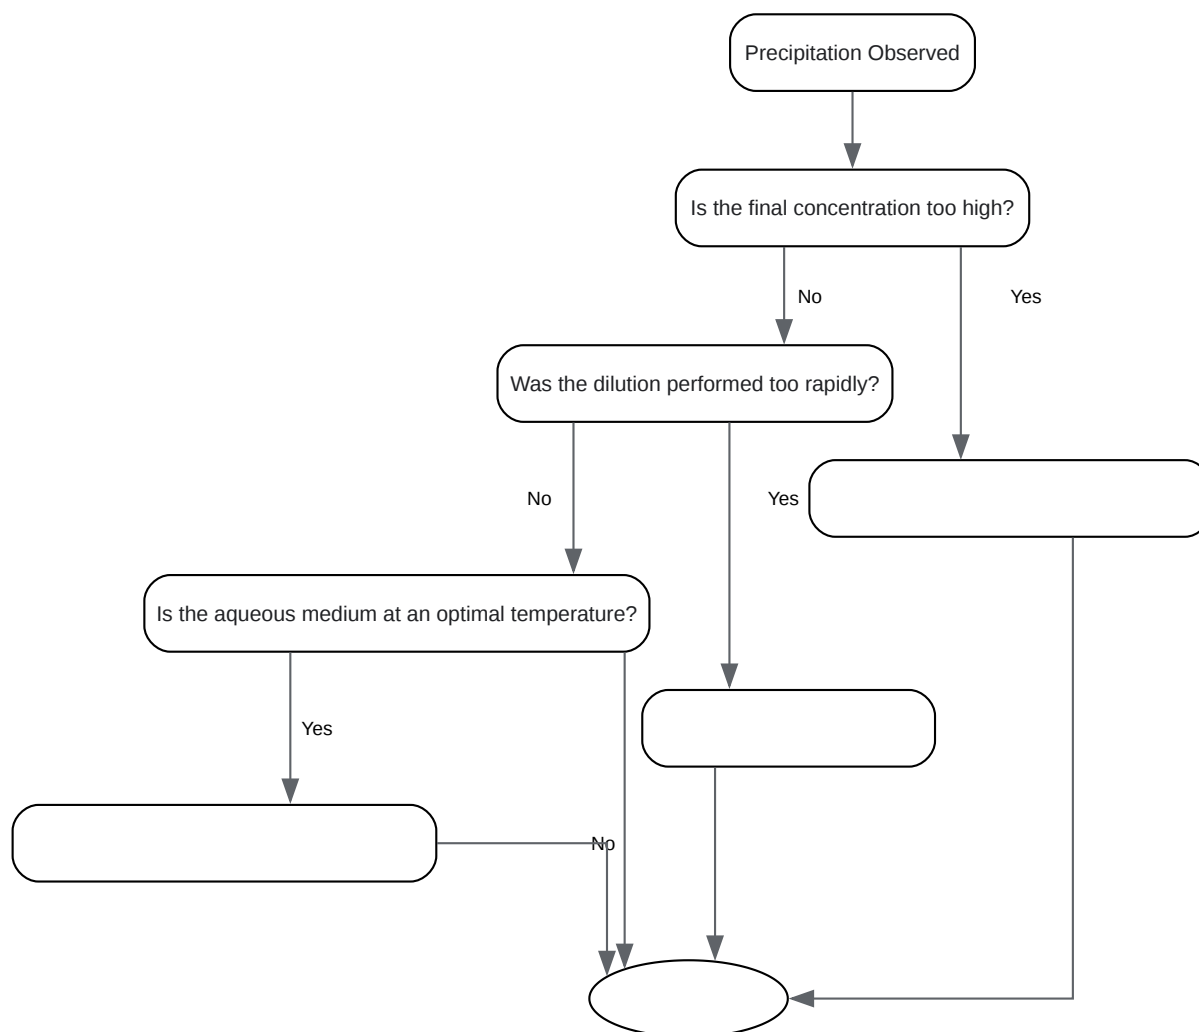 Precipitation Observed
Is the final concentration too high?
No
Yes
Was the dilution performed too rapidly?
No
Yes
Is the aqueous medium at an optimal temperature?
Yes
No